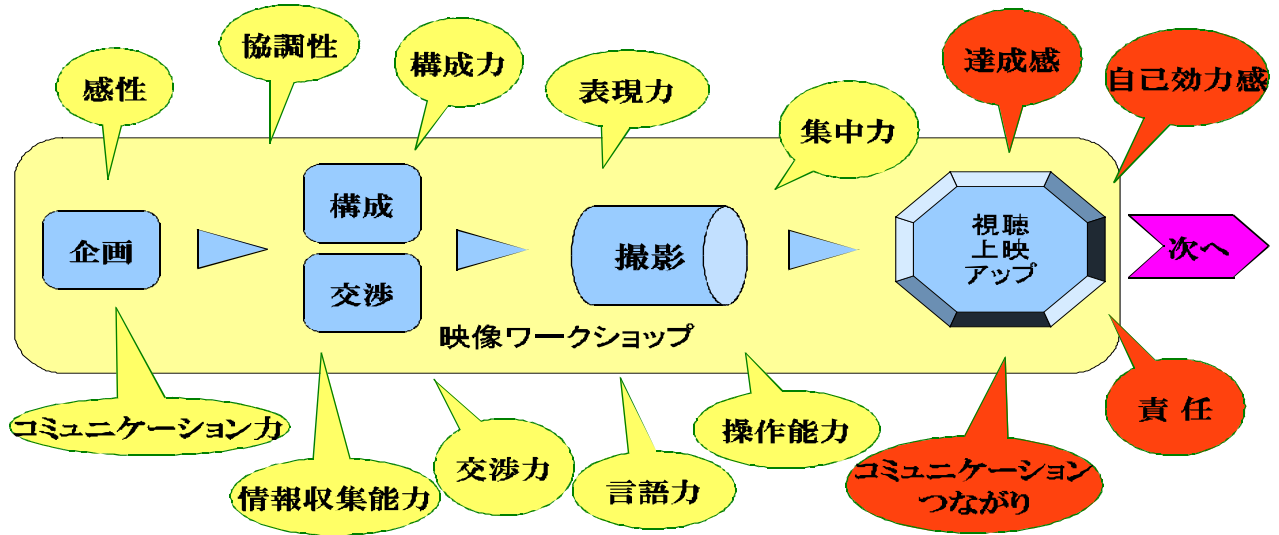 感性
協調性
構成力
表現力
集中力
達成感
自己効力感
企画
構成
交渉
撮影
視聴
上映
アップ
次へ
映像ワークショップ
コミュニケーション力
情報収集能力
交渉力
言語力
操作能力
コミュニケーション
つながり
責 任